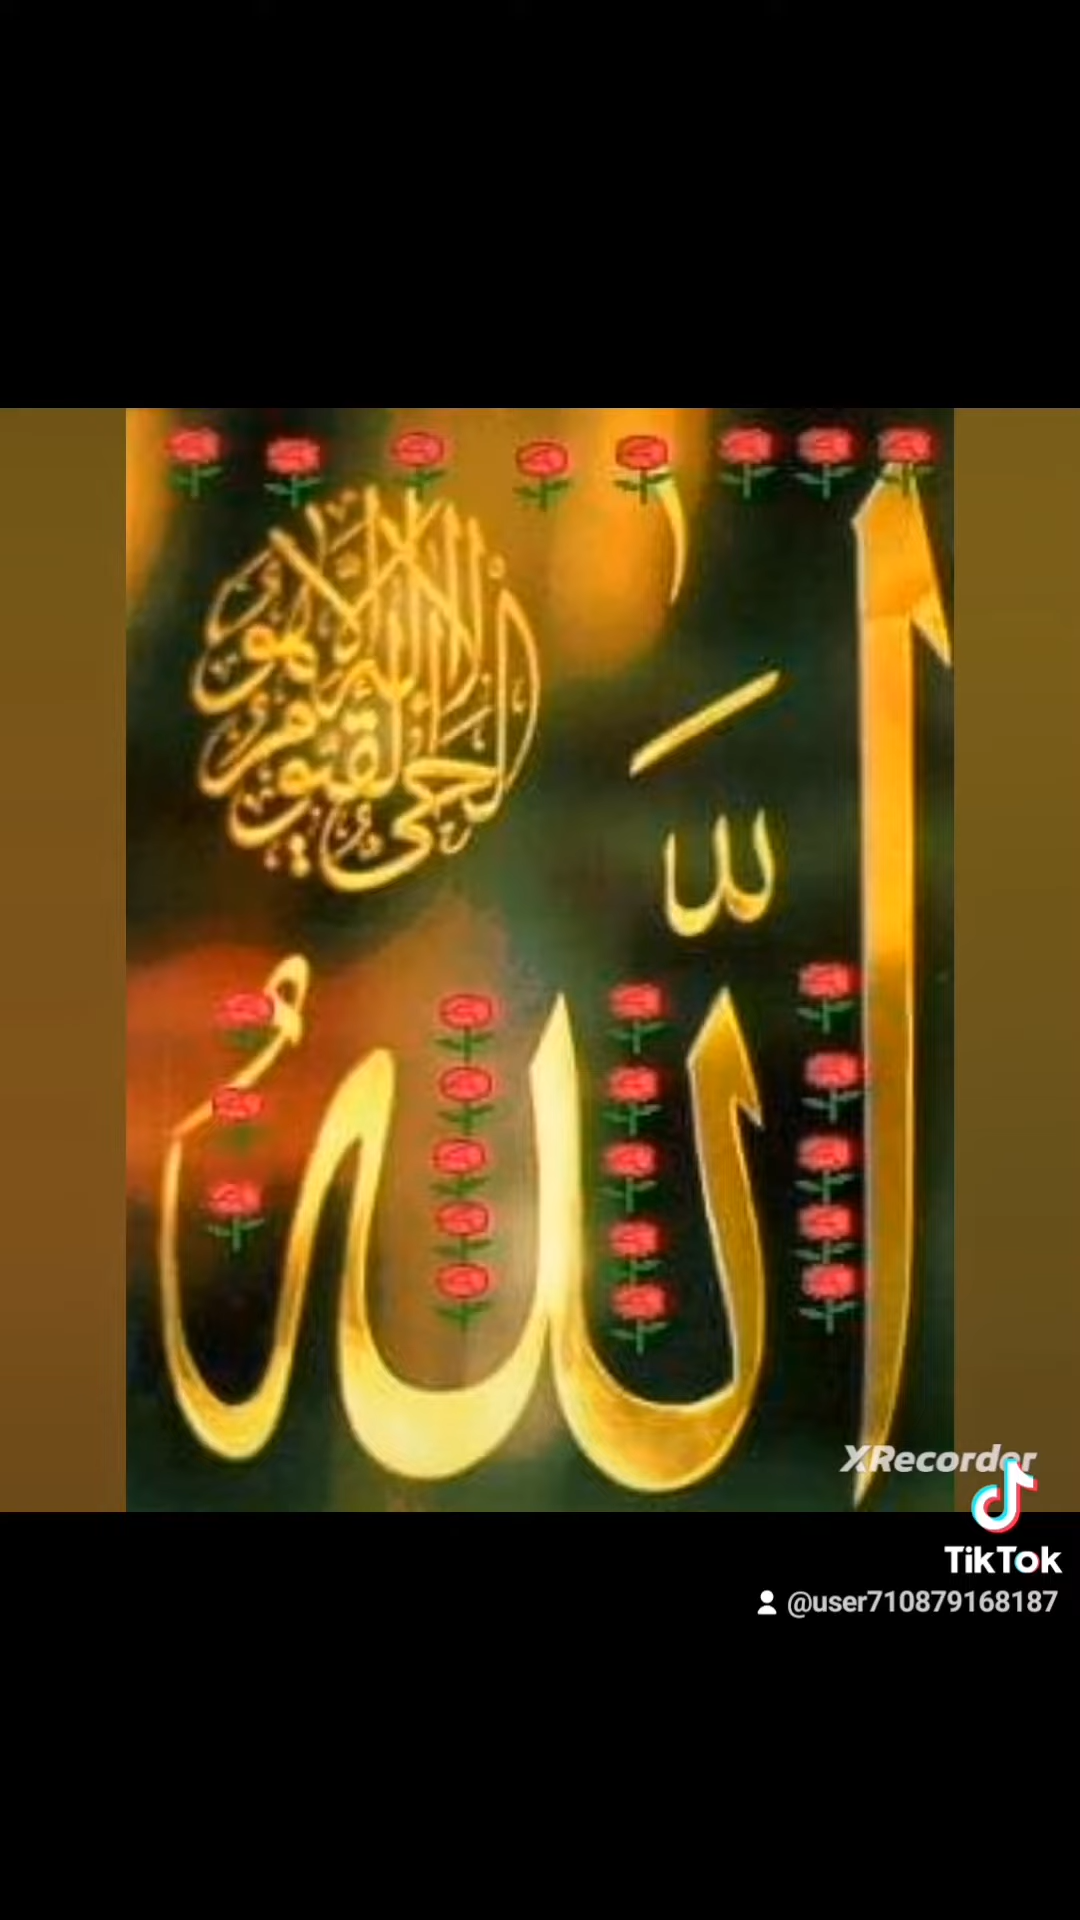 الله لا إله إلا هو
الحي القيوم
الله
XRecorder
TikTok
@user710879168187